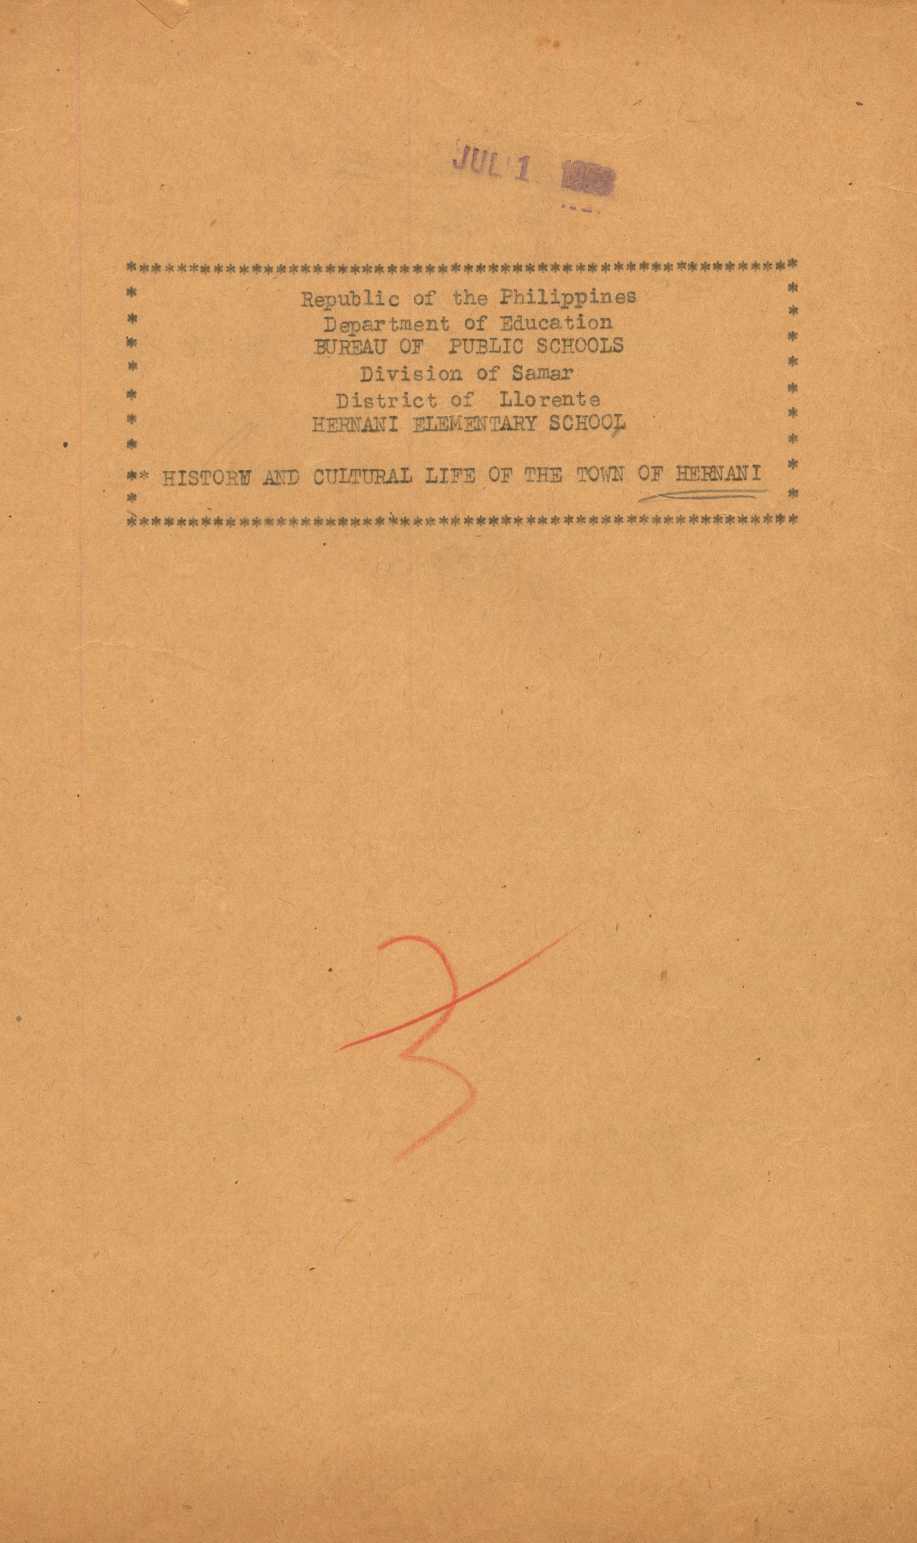 JUL 1
**********************************************************
Republic of the Philippines
Department of Education
BUREAU OF PUBLIC SCHOOLS
Division of Samar
District of Llorente
HERNANI ELEMENTARY SCHOOL
** HISTORY AND CULTURAL LIFE OF THE TOWN OF HERNANI *
**********************************************************
3